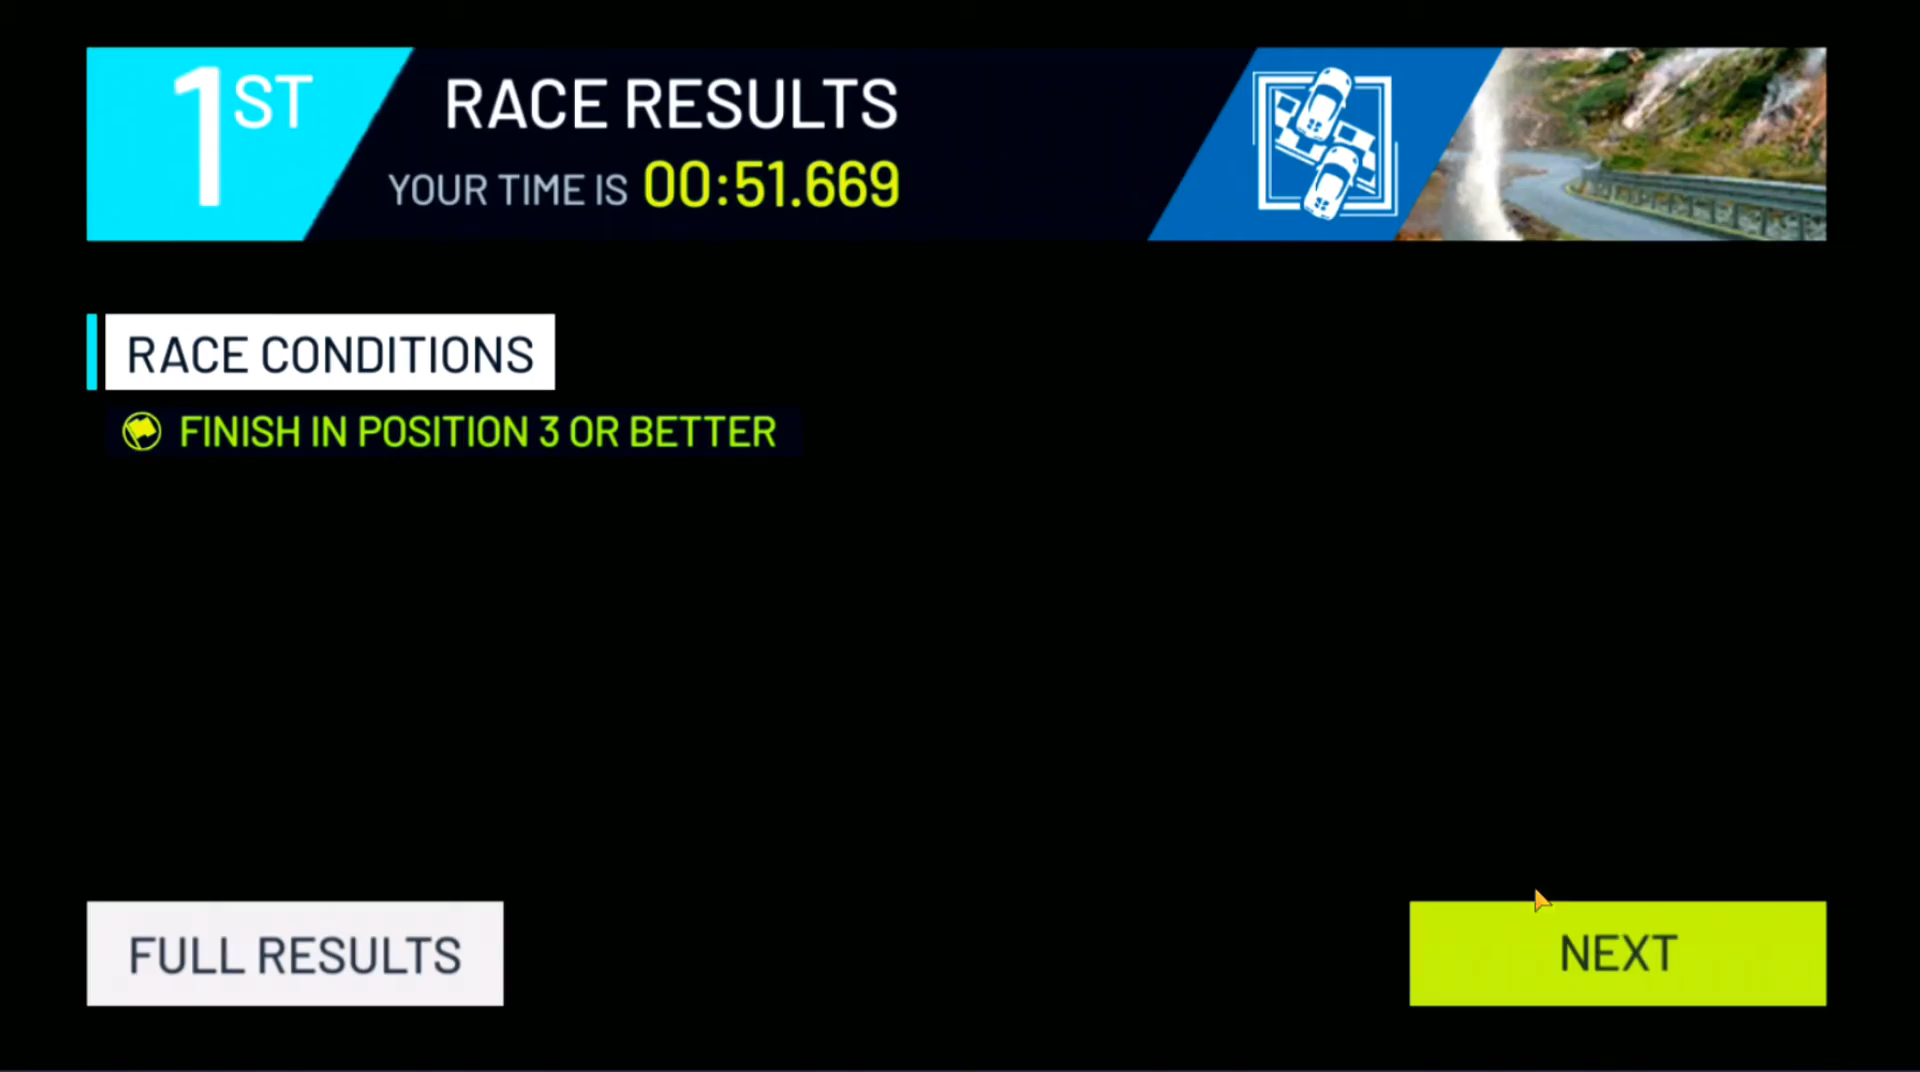 1ST
RACE RESULTS
YOUR TIME IS 00:51.669
RACE CONDITIONS
FINISH IN POSITION 3 OR BETTER
FULL RESULTS
NEXT